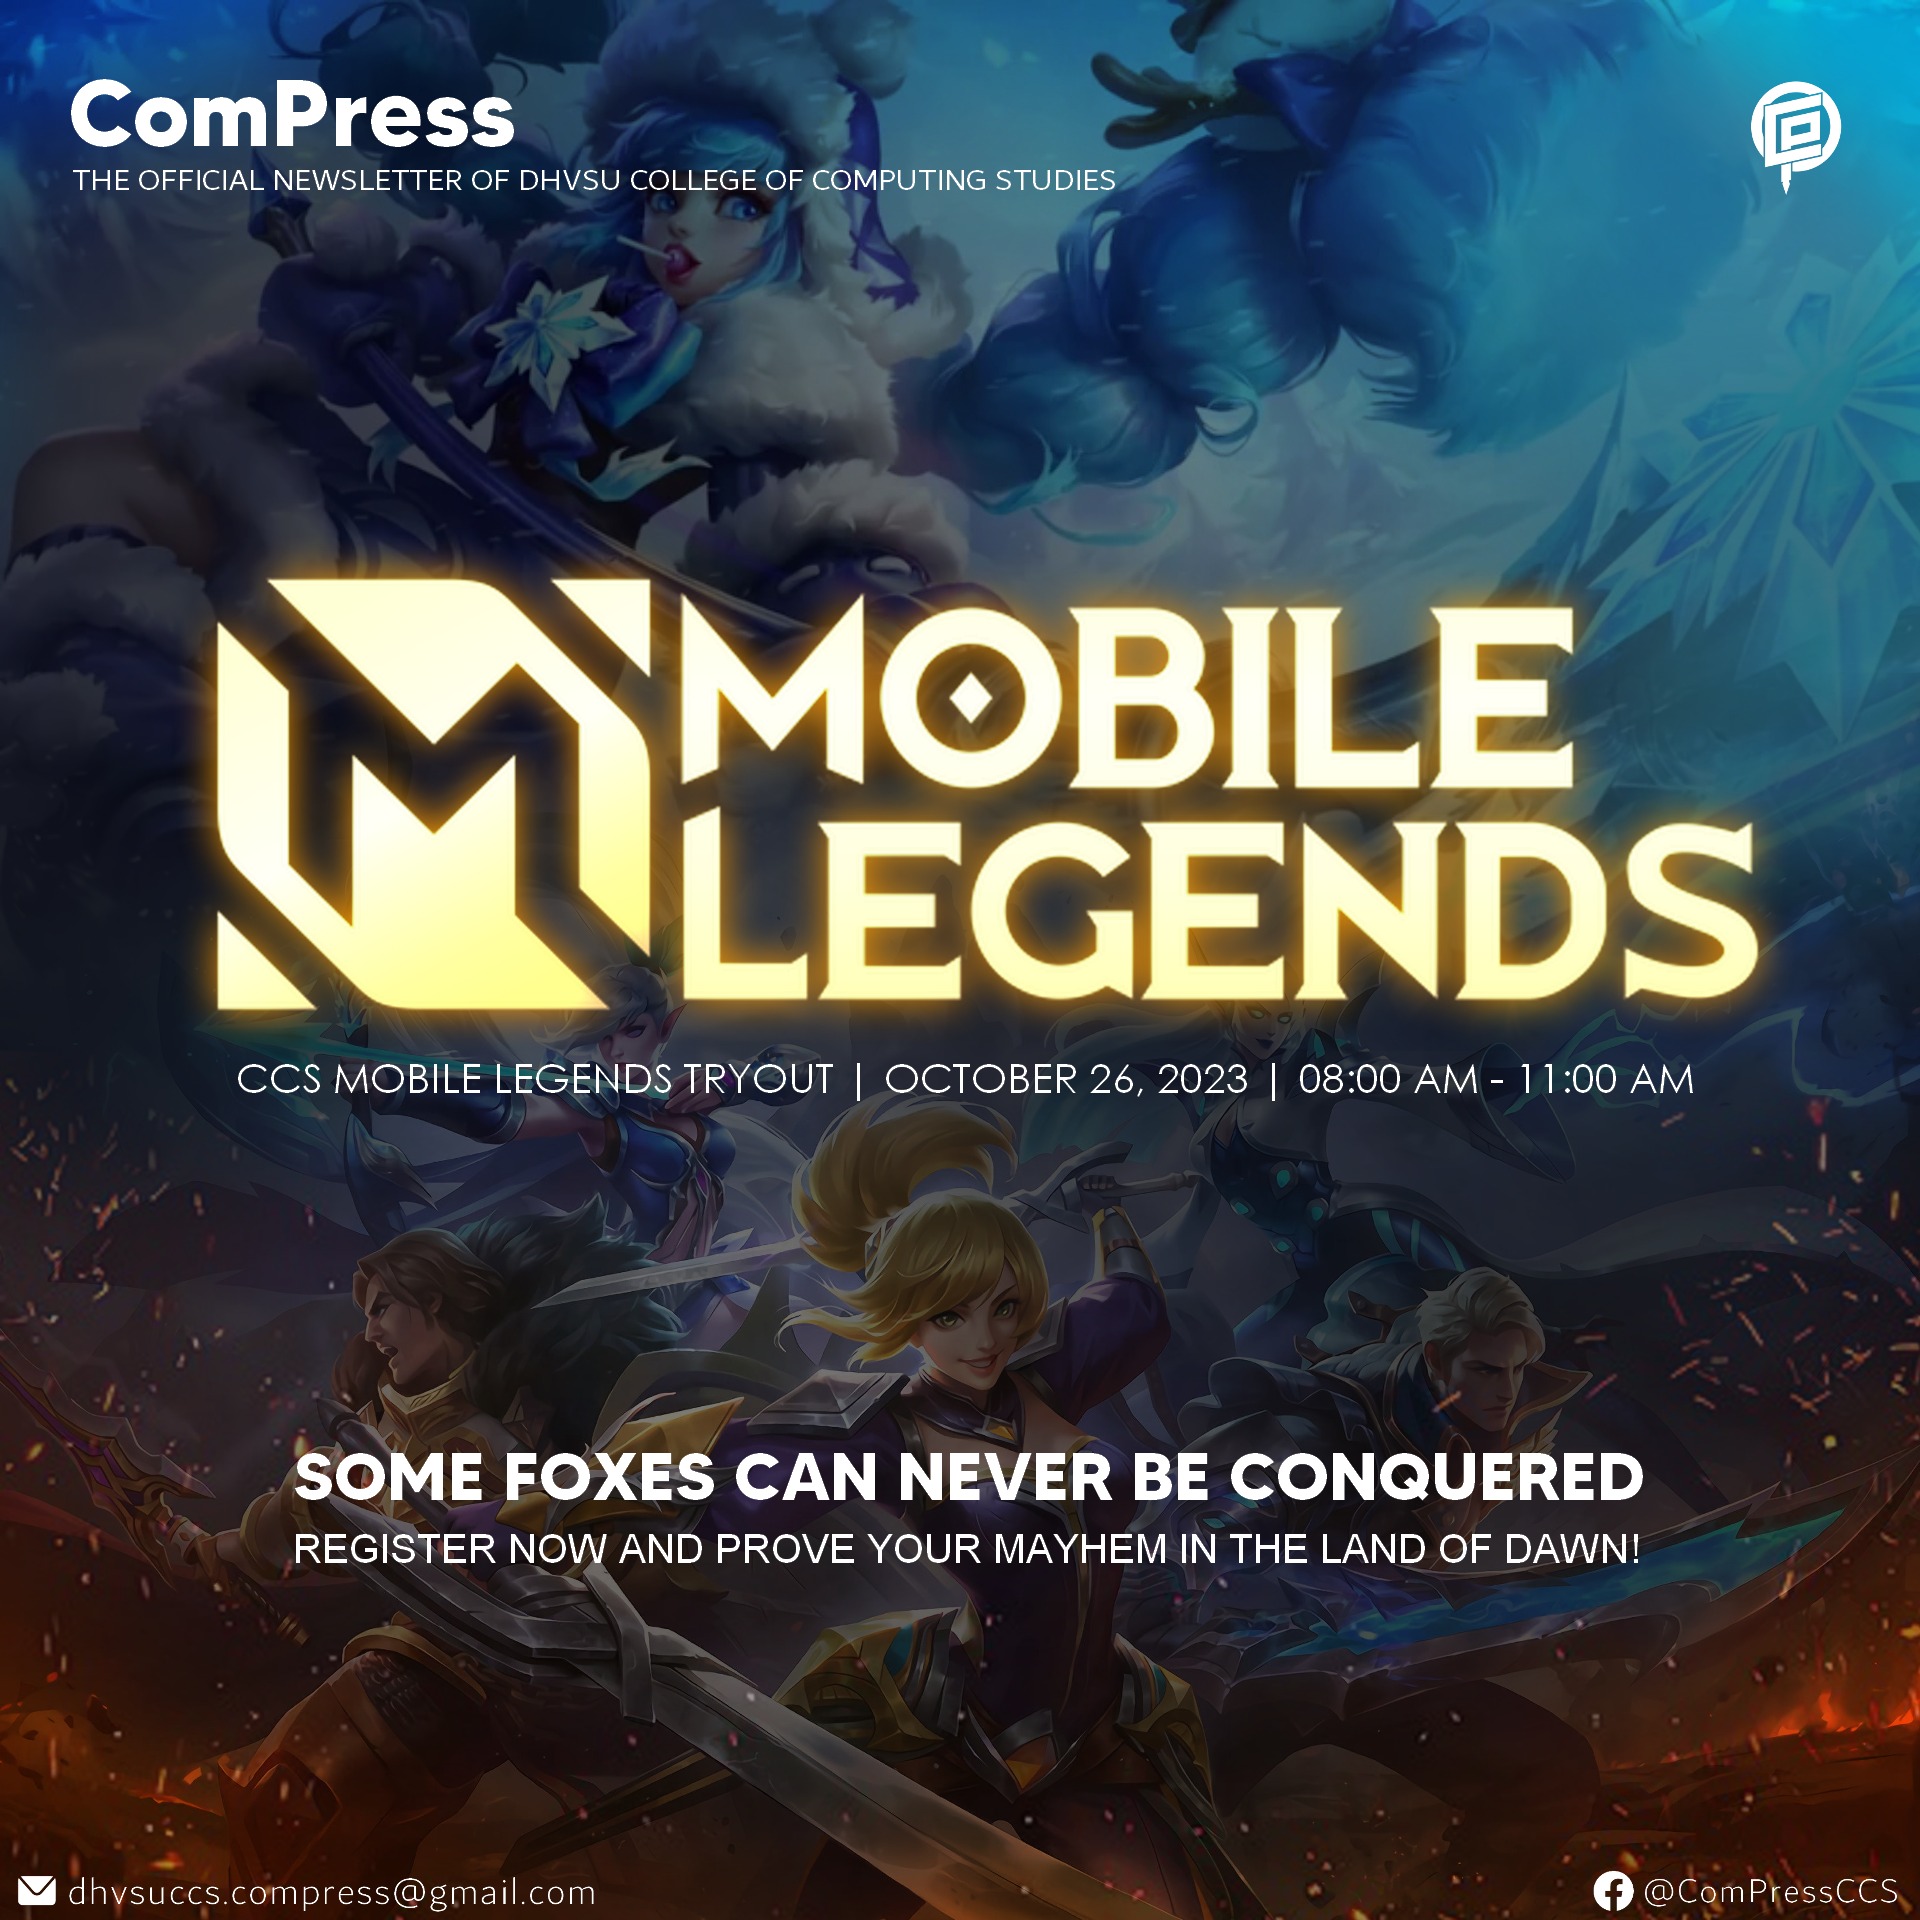 ComPress
THE OFFICIAL NEWSLETTER OF DHVSU COLLEGE OF COMPUTING STUDIES
MOBILE
LEGENDS
CCS MOBILE LEGENDS TRYOUT | OCTOBER 26, 2023 | 08:00 AM - 11:00 AM
SOME FOXES CAN NEVER BE CONQUERED
REGISTER NOW AND PROVE YOUR MAYHEM IN THE LAND OF DAWN!
dhvsuccs.compress@gmail.com
@ComPressCCS